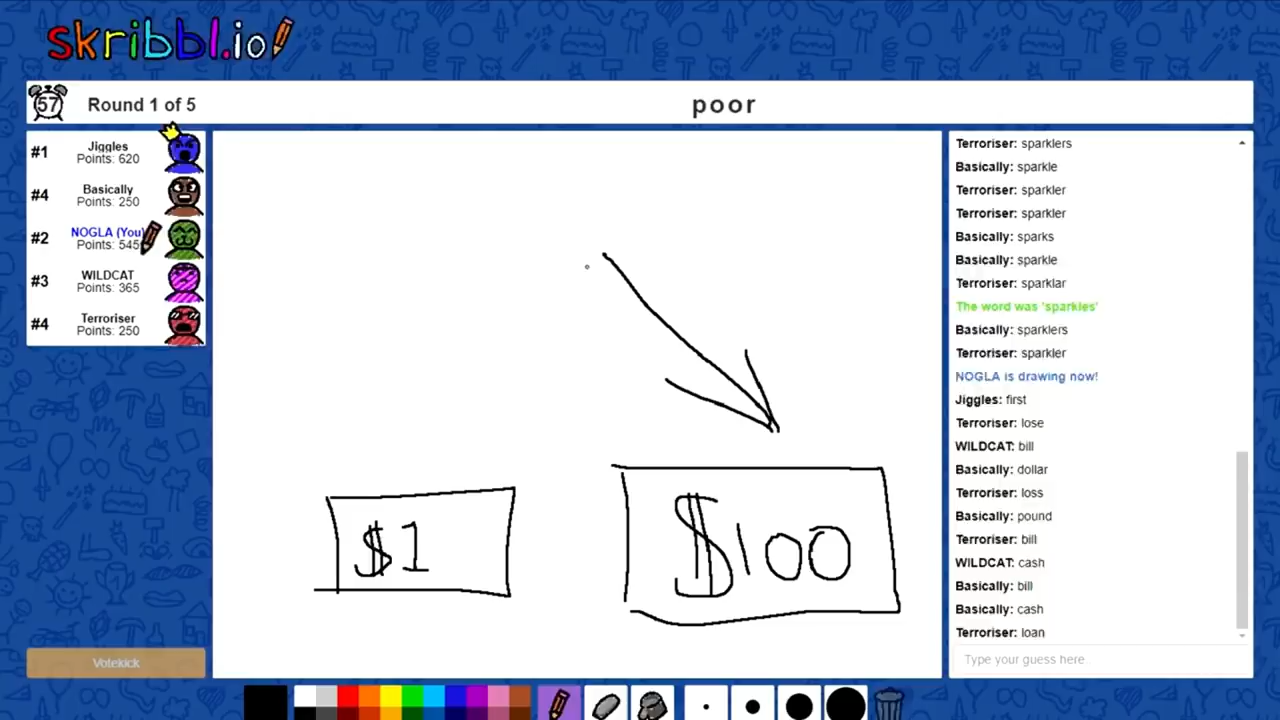 skribbl.io
57
Round 1 of 5
poor
#1
Jiggles
Points: 620
#4
Basically
Points: 250
#2
NOGLA (You)
Points: 545
#3
WILDCAT
Points: 365
#4
Terroriser
Points: 250
Votekick
$1
$100
Terroriser: sparklers
Basically: sparkle
Terroriser: sparkler
Terroriser: sparkler
Basically: sparks
Basically: sparkle
Terroriser: sparklar
The word was 'sparkles'
Basically: sparklers
Terroriser: sparkler
NOGLA is drawing now!
Jiggles: first
Terroriser: lose
WILDCAT: bill
Basically: dollar
Terroriser: loss
Basically: pound
Terroriser: bill
WILDCAT: cash
Basically: bill
Basically: cash
Terroriser: loan
Type your guess here